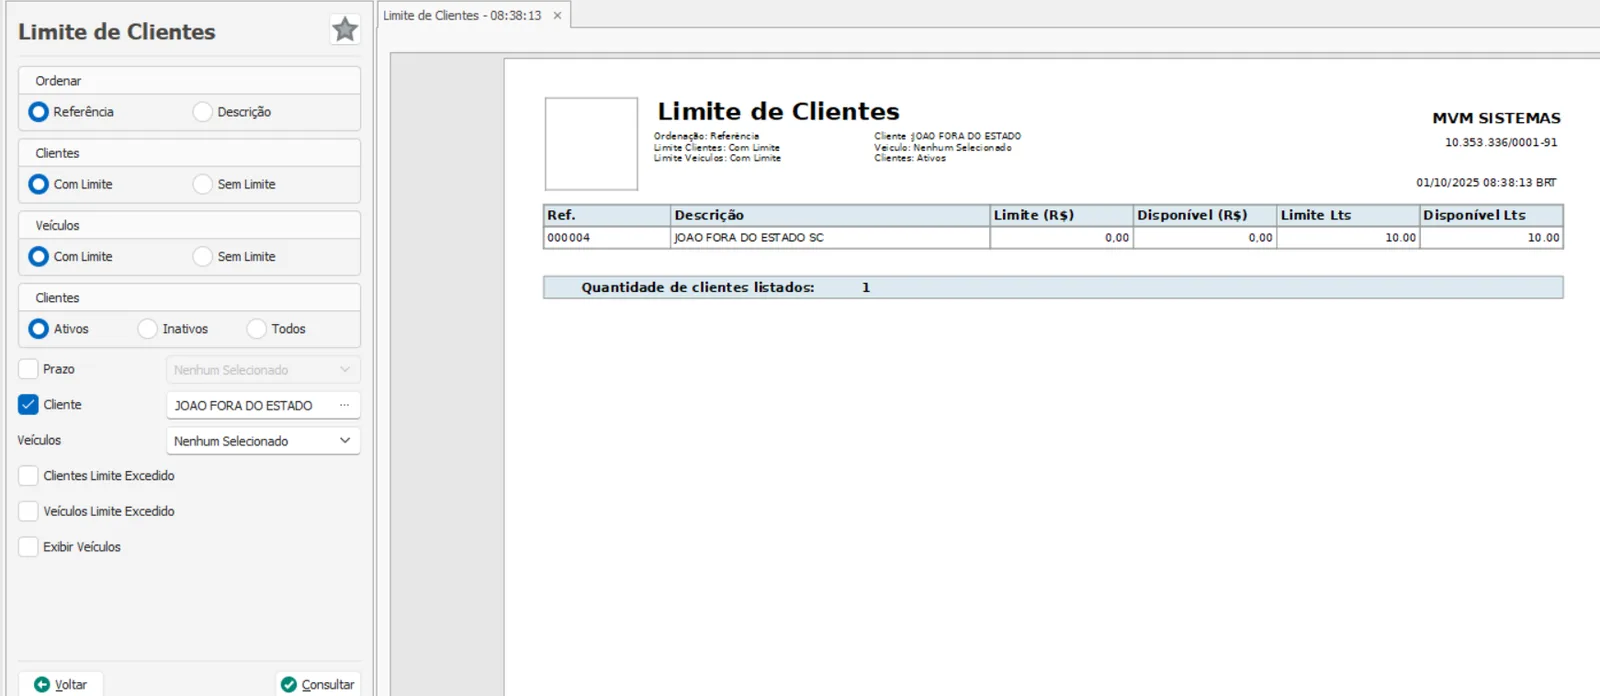 Limite de Clientes
Ordenar
Referência Descrição
Clientes
Com Limite Sem Limite
Veículos
Com Limite Sem Limite
Clientes
Ativos Inativos Todos
Prazo Nenhum Selecionado
Cliente JOAO FORA DO ESTADO ...
Veículos Nenhum Selecionado
Clientes Limite Excedido
Veículos Limite Excedido
Exibir Veículos
Voltar Consultar
Limite de Clientes - 08:38:13 ×
Limite de Clientes
Ordenação: Referência Cliente :JOAO FORA DO ESTADO
Limite Clientes: Com Limite Veiculo: Nenhum Selecionado
Limite Veiculos: Com Limite Clientes: Ativos
MVM SISTEMAS
10.353.336/0001-91
01/10/2025 08:38:13 BRT
Ref. Descrição Limite (R$) Disponível (R$) Limite Lts Disponível Lts
000004 JOAO FORA DO ESTADO SC 0,00 0,00 10.00 10.00
Quantidade de clientes listados: 1